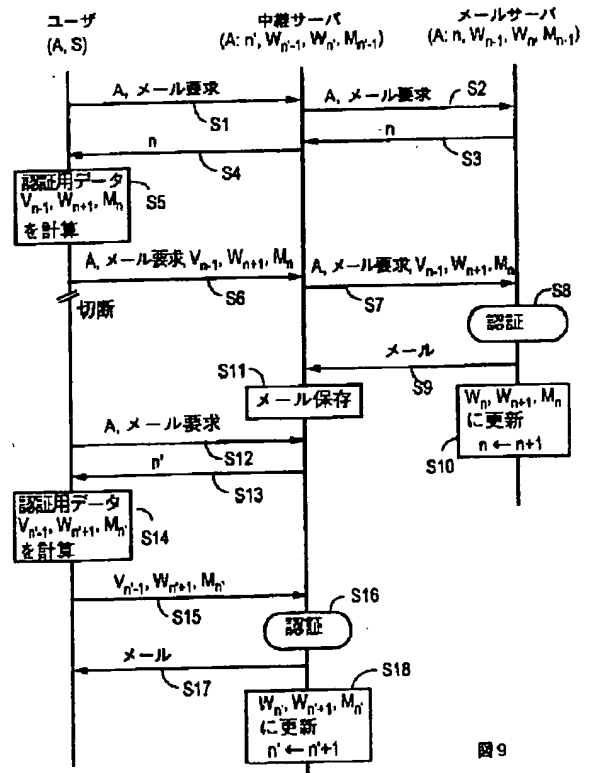 ユーザ
(A, S)
中継サーバ
(A: n', W_{n'-1}, W_{n'}, M_{n'-1})
メールサーバ
(A: n, W_{n-1}, W_n, M_{n-1})
A, メール要求
S1
A, メール要求
S2
n
S3
n
S4
認証用データ
V_{n-1}, W_{n+1}, M_n
を計算
S5
A, メール要求 V_{n-1}, W_{n+1}, M_n
S6
A, メール要求 V_{n-1}, W_{n+1}, M_n
S7
切断
S8
認証
メール
S9
S11
メール保存
W_n, W_{n+1}, M_n
に更新
n ← n+1
S10
A, メール要求
S12
n'
S13
認証用データ
V_{n'-1}, W_{n'+1}, M_{n'}
を計算
S14
V_{n'-1}, W_{n'+1}, M_{n'}
S15
S16
認証
メール
S17
S18
W_{n'}, W_{n'+1}, M_{n'}
に更新
n' ← n'+1
図9